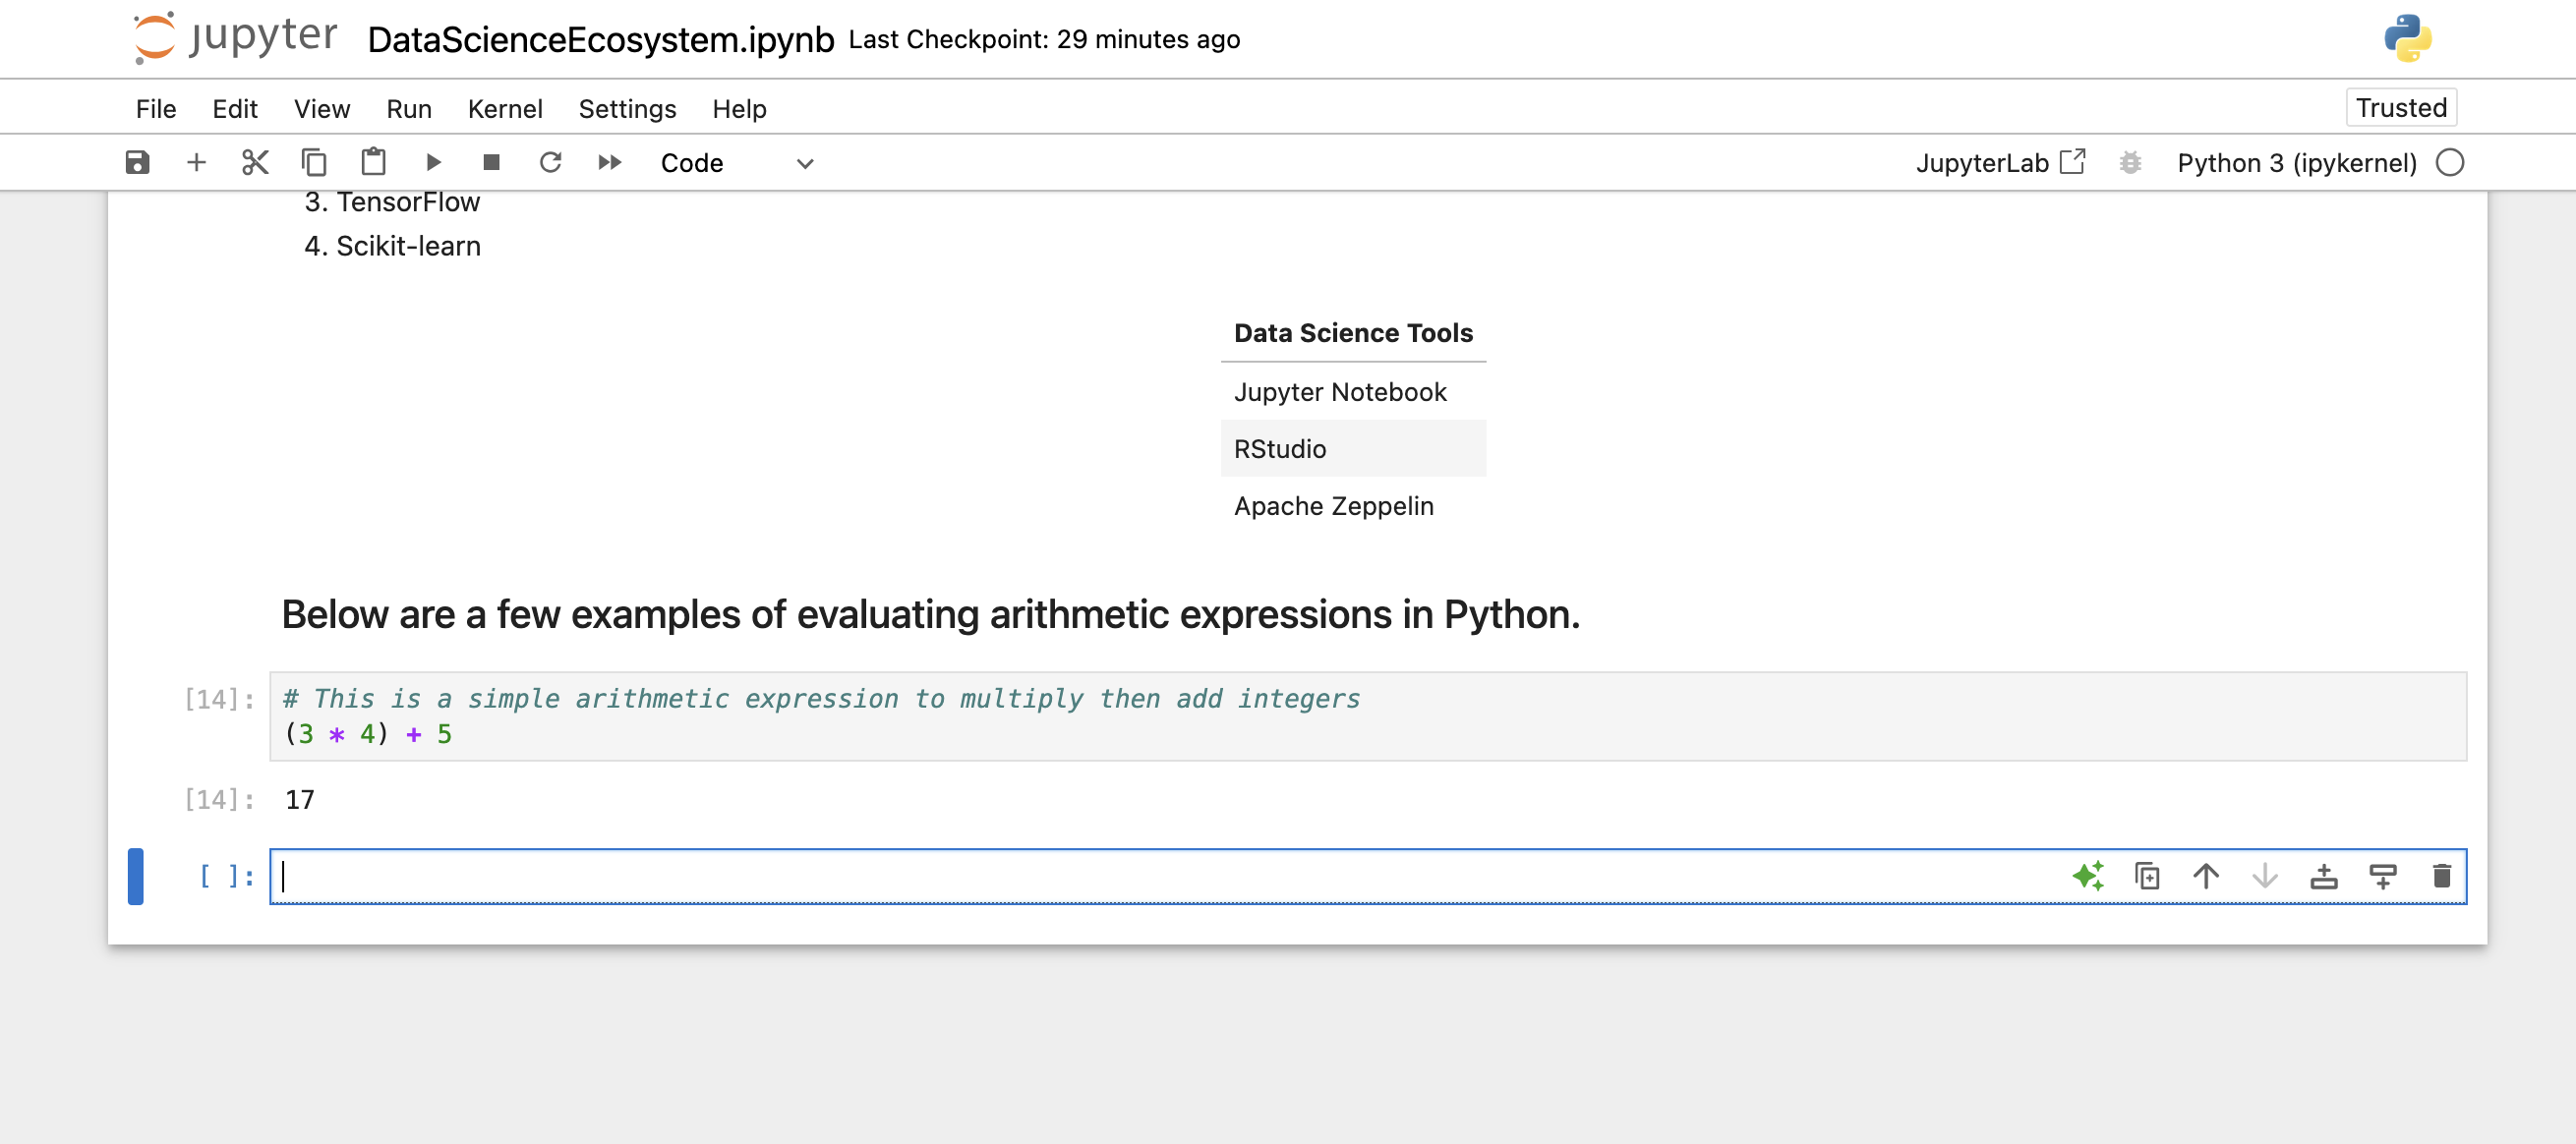 jupyter DataScienceEcosystem.ipynb Last Checkpoint: 29 minutes ago
File Edit View Run Kernel Settings Help Trusted
Code JupyterLab Python 3 (ipykernel)
3. TensorFlow
4. Scikit-learn
Data Science Tools
Jupyter Notebook
RStudio
Apache Zeppelin
Below are a few examples of evaluating arithmetic expressions in Python.
[14]: # This is a simple arithmetic expression to multiply then add integers
(3 * 4) + 5
[14]: 17
[ ]: